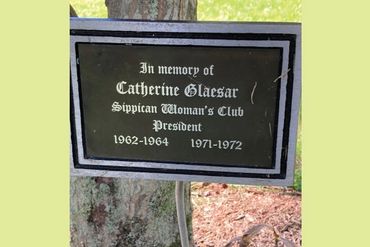 In memory of
Catherine Glaesar
Sippican Woman's Club
President
1962-1964 1971-1972